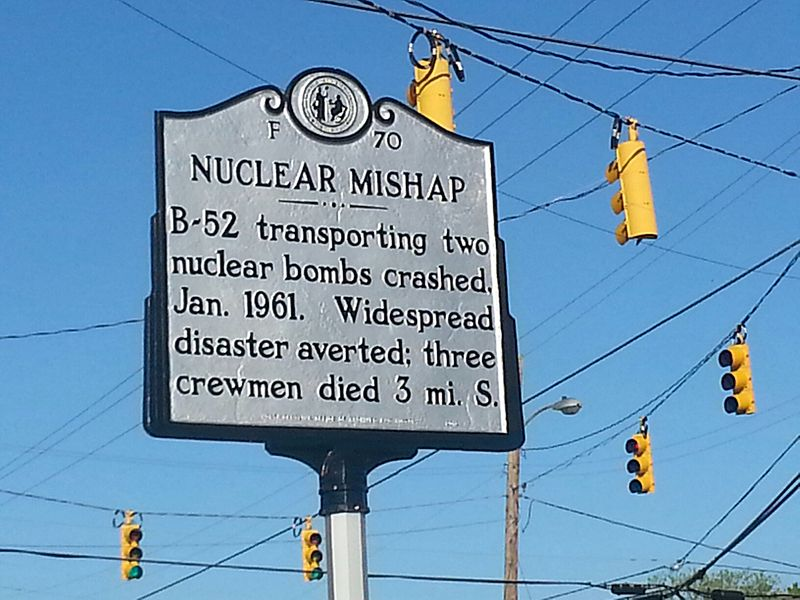 F 70
NUCLEAR MISHAP
B-52 transporting two
nuclear bombs crashed,
Jan. 1961. Widespread
disaster averted; three
crewmen died 3 mi. S.